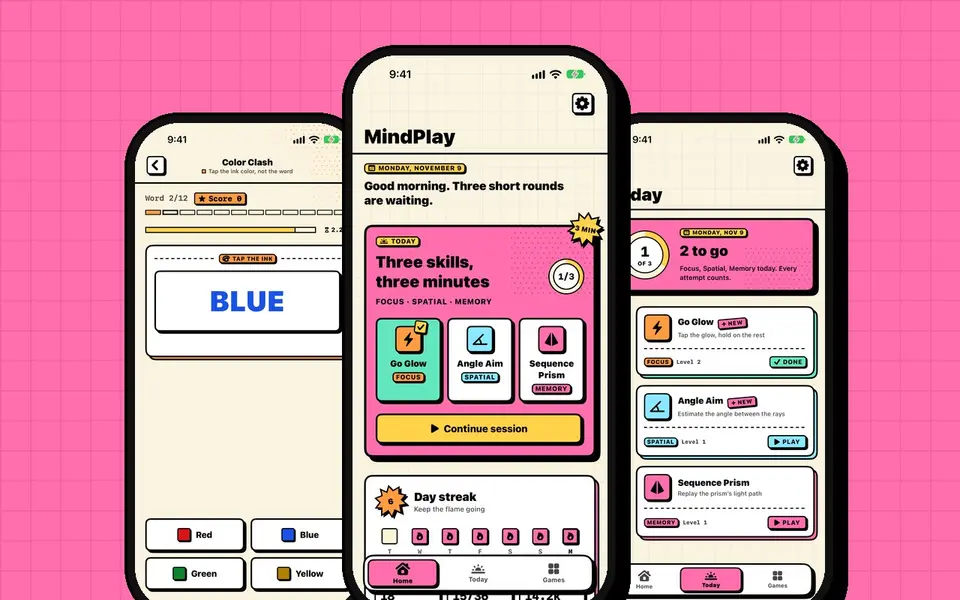 9:41
Color Clash
Tap the ink color, not the word
Word 2/12
Score 0
2.2
TAP THE INK
BLUE
Red
Blue
Green
Yellow
9:41
MindPlay
MONDAY, NOVEMBER 9
Good morning. Three short rounds
are waiting.
3 MIN
TODAY
Three skills,
three minutes
1/3
FOCUS · SPATIAL · MEMORY
Go Glow
FOCUS
Angle Aim
SPATIAL
Sequence
Prism
MEMORY
Continue session
6
Day streak
Keep the flame going
T W T F S S M
Home
Today
Games
9:41
day
MONDAY, NOV 9
1
OF 3
2 to go
Focus, Spatial, Memory today. Every
attempt counts.
Go Glow
+ NEW
Tap the glow, hold on the rest
FOCUS
Level 2
DONE
Angle Aim
+ NEW
Estimate the angle between the rays
SPATIAL
Level 1
PLAY
Sequence Prism
Replay the prism's light path
MEMORY
Level 1
PLAY
Home
Today
Games